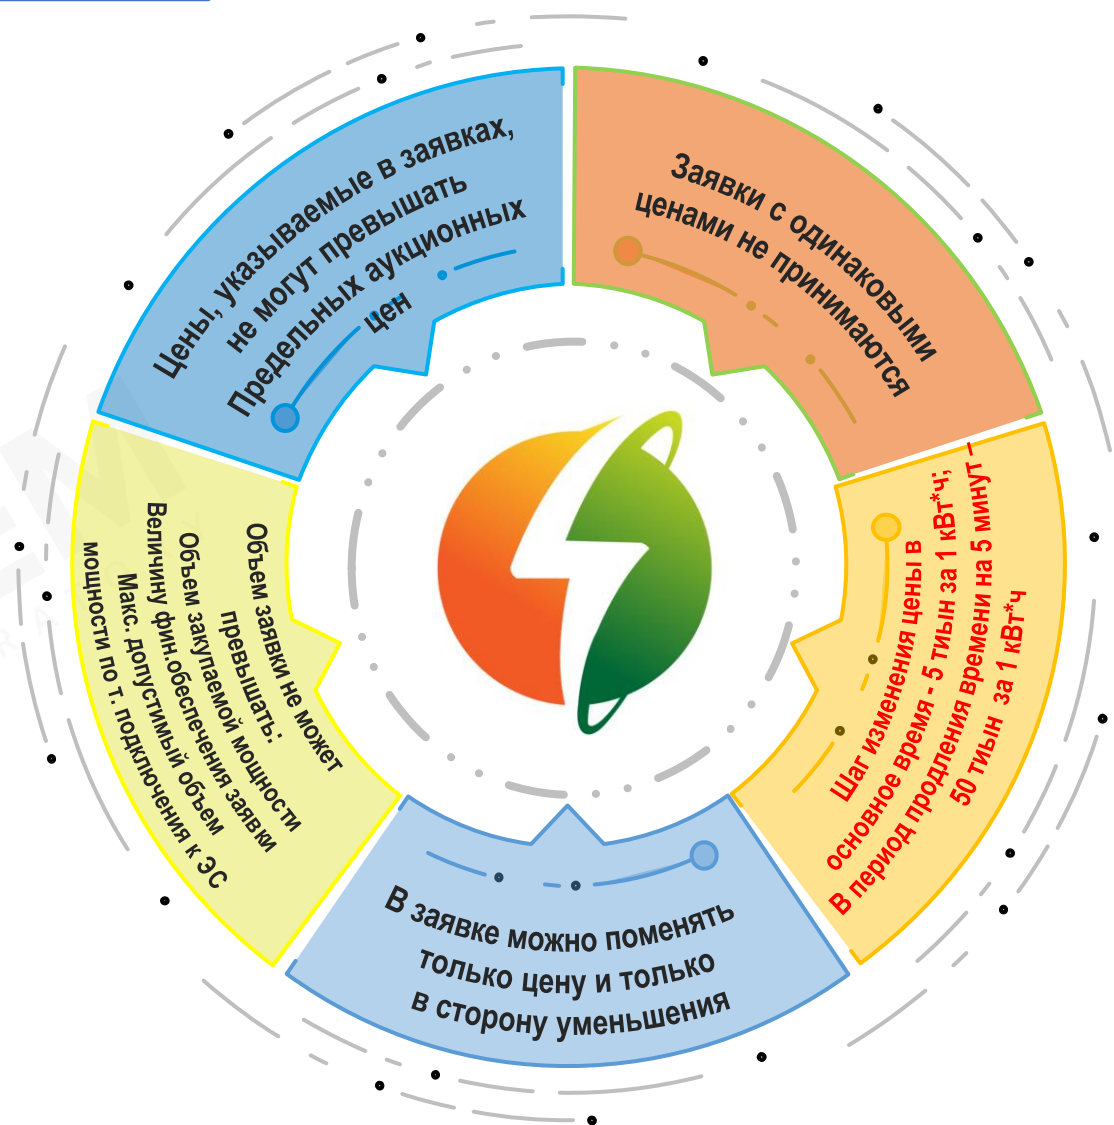 Цены, указываемые в заявках,
не могут превышать
Предельных аукционных
цен
Заявки с одинаковыми
ценами не принимаются
Шаг изменения цены в
основное время - 5 тиын за 1 кВт*ч;
В период продления времени на 5 минут –
50 тиын за 1 кВт*ч
В заявке можно поменять
только цену и только
в сторону уменьшения
Объем заявки не может
превышать:
Объем закупаемой мощности
Величину фин.обеспечения заявки
Макс. допустимый объем
мощности по т. подключения к ЭС